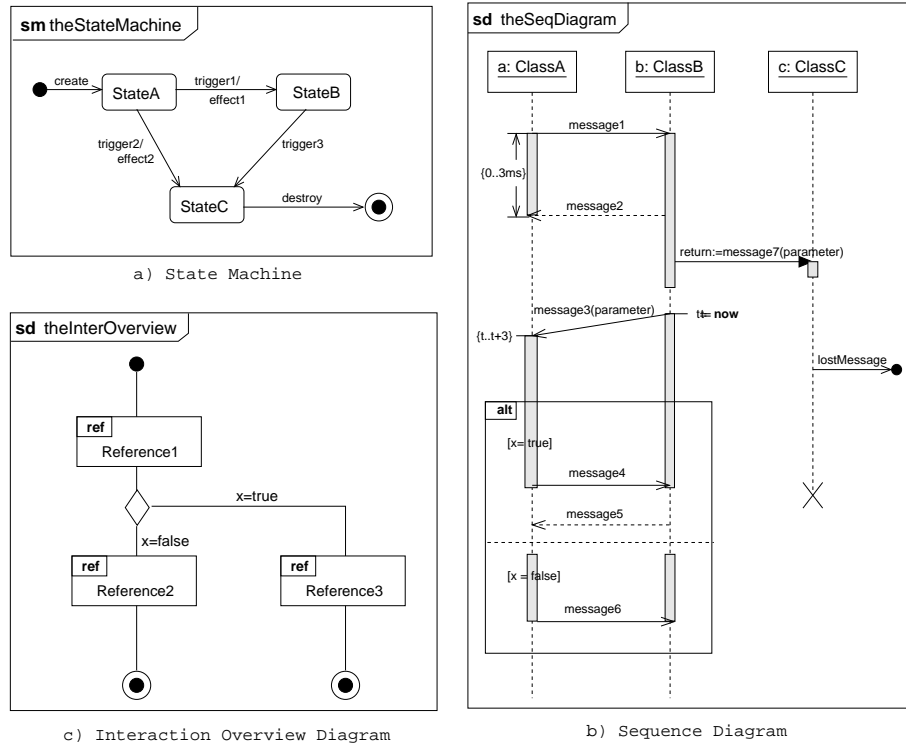 sm theStateMachine
create
StateA
trigger1/
effect1
StateB
trigger2/
effect2
trigger3
StateC
destroy
a) State Machine
sd theInterOverview
ref
Reference1
x=true
x=false
ref
Reference2
ref
Reference3
c) Interaction Overview Diagram
sd theSeqDiagram
a: ClassA
b: ClassB
c: ClassC
message1
{0..3ms}
message2
return:=message7(parameter)
message3(parameter)
t= now
{t..t+3}
lostMessage
alt
[x= true]
message4
message5
[x = false]
message6
b) Sequence Diagram